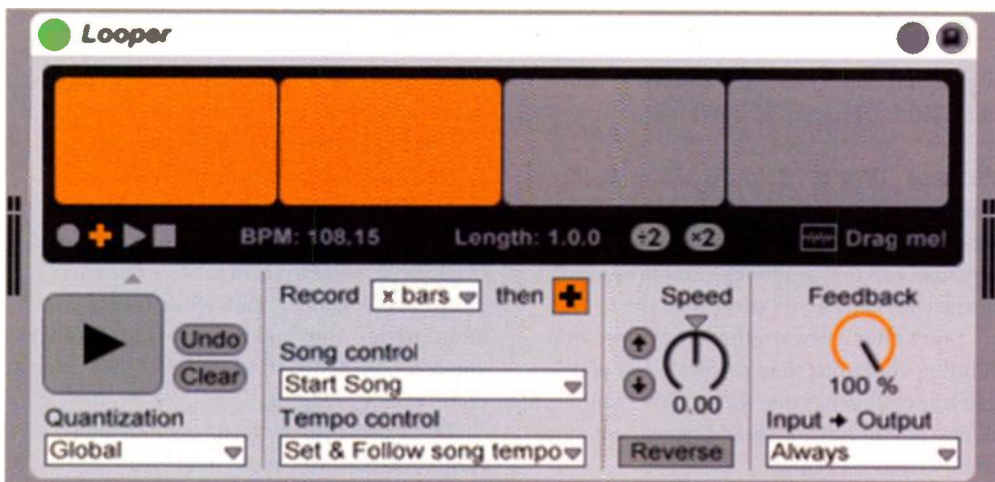 Looper
BPM: 108.15 Length: 1.0.0 ÷2 ×2 Drag me!
Record x bars then Speed Feedback
Undo
Clear
Song control
Start Song
0.00
100 %
Quantization Tempo control Input → Output
Global Set & Follow song tempo Reverse Always